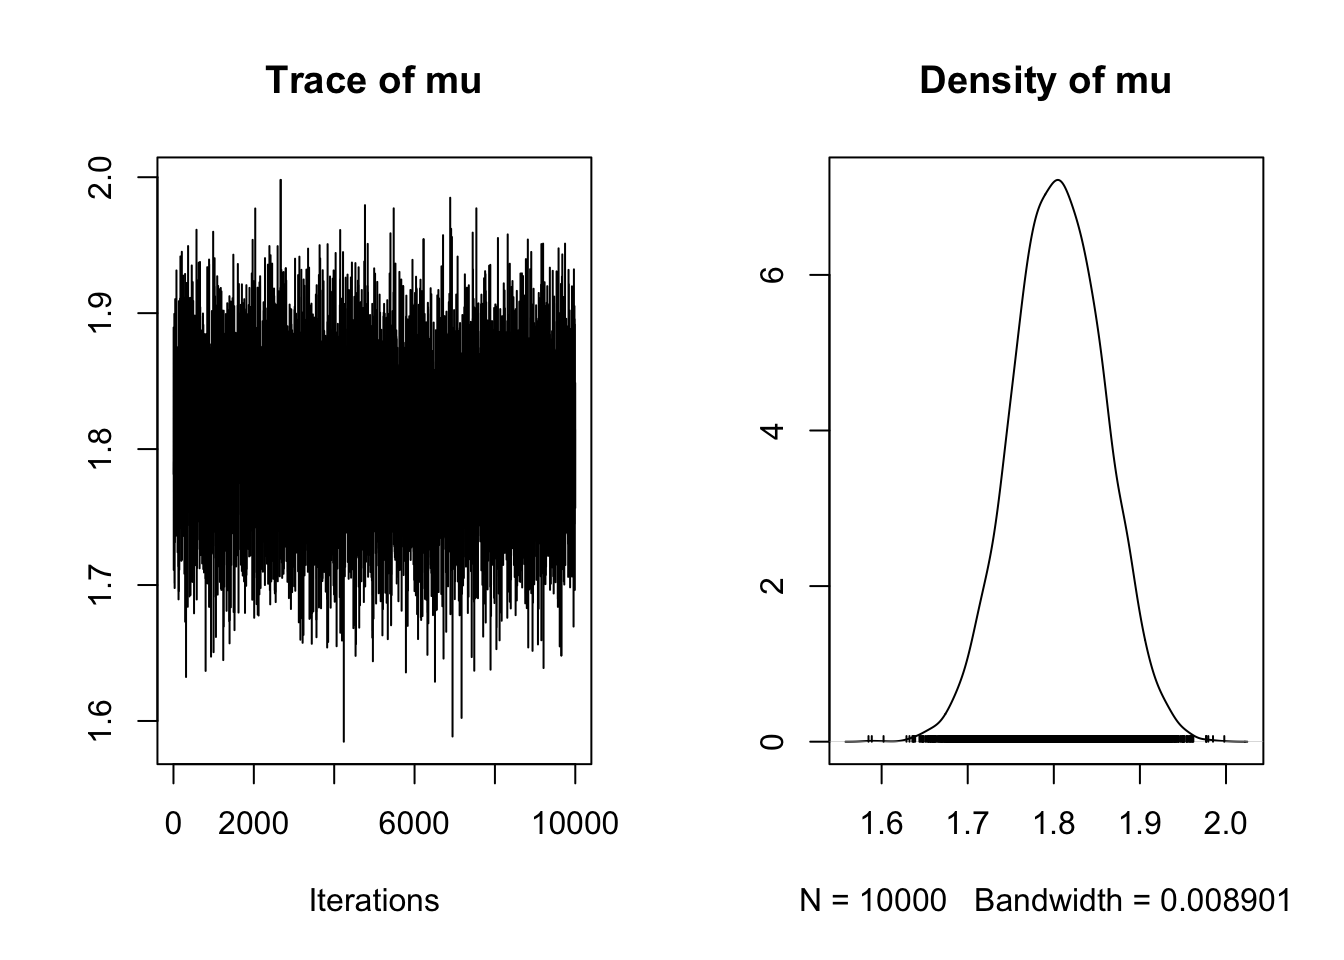 Trace of mu
2.0
1.9
1.8
1.7
1.6
0 2000 6000 10000
Iterations
Density of mu
6
4
2
0
1.6 1.7 1.8 1.9 2.0
N = 10000 Bandwidth = 0.008901